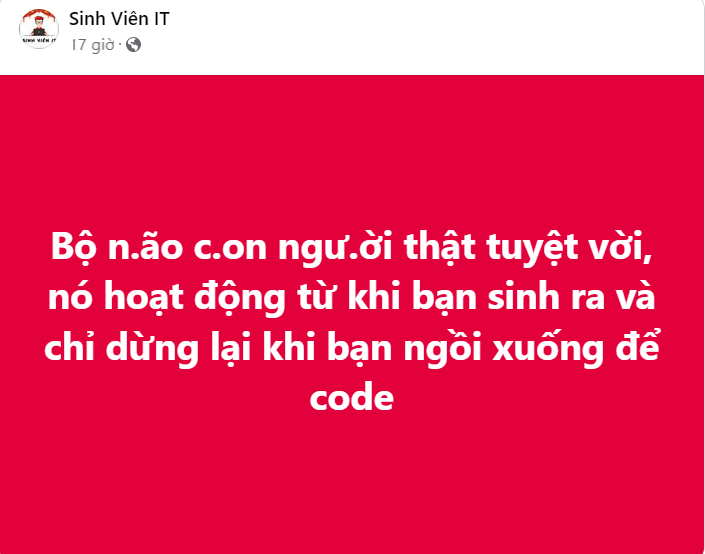 Sinh Viên IT
17 giờ ·
Bộ n.ão c.on ngư.ời thật tuyệt vời,
nó hoạt động từ khi bạn sinh ra và
chỉ dừng lại khi bạn ngồi xuống để
code
SINH VIÊN IT